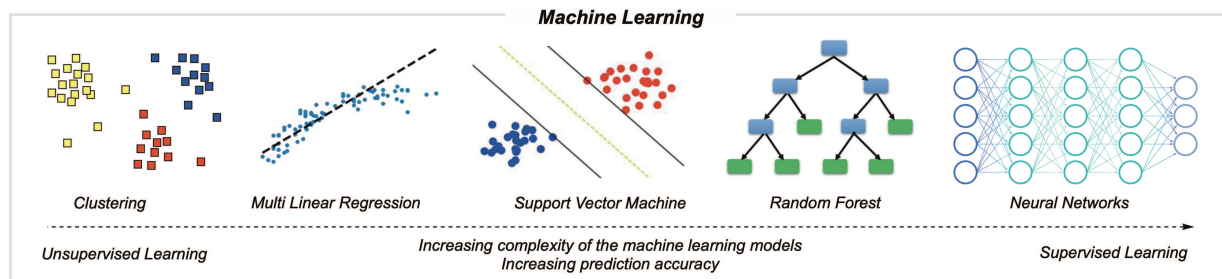 Machine Learning
Clustering
Multi Linear Regression
Support Vector Machine
Random Forest
Neural Networks
Unsupervised Learning
Increasing complexity of the machine learning models
Increasing prediction accuracy
Supervised Learning